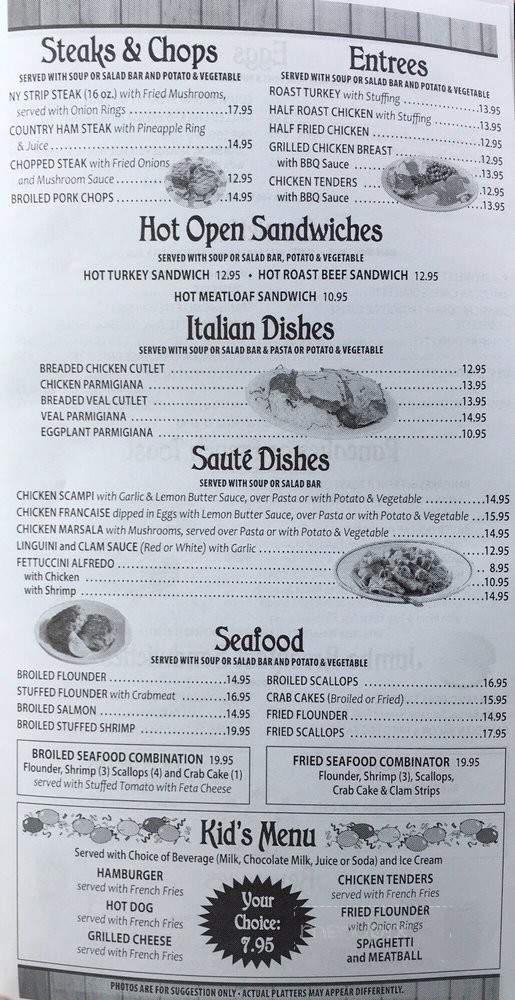 Steaks & Chops
SERVED WITH SOUP OR SALAD BAR AND POTATO & VEGETABLE
NY STRIP STEAK (16 oz.) with Fried Mushrooms,
served with Onion Rings ..........................17.95
COUNTRY HAM STEAK with Pineapple Ring
& Juice...............................................14.95
CHOPPED STEAK with Fried Onions
and Mushroom Sauce.............................12.95
BROILED PORK CHOPS...........................14.95
Entrees
SERVED WITH SOUP OR SALAD BAR AND POTATO & VEGETABLE
ROAST TURKEY with Stuffing ...................13.95
HALF ROAST CHICKEN with Stuffing ..........13.95
HALF FRIED CHICKEN ...........................12.95
GRILLED CHICKEN BREAST.....................12.95
with BBQ Sauce ...................................13.95
CHICKEN TENDERS ..............................12.95
with BBQ Sauce ...................................13.95
Hot Open Sandwiches
SERVED WITH SOUP OR SALAD BAR, POTATO & VEGETABLE
HOT TURKEY SANDWICH 12.95 • HOT ROAST BEEF SANDWICH 12.95
HOT MEATLOAF SANDWICH 10.95
Italian Dishes
SERVED WITH SOUP OR SALAD BAR & PASTA OR POTATO & VEGETABLE
BREADED CHICKEN CUTLET .................... 12.95
CHICKEN PARMIGIANA .........................13.95
BREADED VEAL CUTLET .......................13.95
VEAL PARMIGIANA .............................14.95
EGGPLANT PARMIGIANA .......................10.95
Sauté Dishes
SERVED WITH SOUP OR SALAD BAR
CHICKEN SCAMPI with Garlic & Lemon Butter Sauce, over Pasta or with Potato & Vegetable ..............14.95
CHICKEN FRANCAISE dipped in Eggs with Lemon Butter Sauce, over Pasta or with Potato & Vegetable ...15.95
CHICKEN MARSALA with Mushrooms, served over Pasta or with Potato & Vegetable ......................14.95
LINGUINI and CLAM SAUCE (Red or White) with Garlic ..........................12.95
FETTUCCINI ALFREDO.......................... 8.95
with Chicken ..........................10.95
with Shrimp ..........................14.95
Seafood
SERVED WITH SOUP OR SALAD BAR AND POTATO & VEGETABLE
BROILED FLOUNDER ..........................14.95
STUFFED FLOUNDER with Crabmeat ............16.95
BROILED SALMON ..........................14.95
BROILED STUFFED SHRIMP ....................19.95
BROILED SCALLOPS ..........................16.95
CRAB CAKES (Broiled or Fried)....................15.95
FRIED FLOUNDER ..........................14.95
FRIED SCALLOPS ..........................17.95
BROILED SEAFOOD COMBINATION 19.95
Flounder, Shrimp (3) Scallops (4) and Crab Cake (1)
served with Stuffed Tomato with Feta Cheese
FRIED SEAFOOD COMBINATOR 19.95
Flounder, Shrimp (3), Scallops,
Crab Cake & Clam Strips
Kid's Menu
Served with Choice of Beverage (Milk, Chocolate Milk, Juice or Soda) and Ice Cream
HAMBURGER
served with French Fries
HOT DOG
served with French Fries
GRILLED CHEESE
served with French Fries
Your
Choice:
7.95
CHICKEN TENDERS
served with French Fries
FRIED FLOUNDER
with Onion Rings
SPAGHETTI
and MEATBALL
PHOTOS ARE FOR SUGGESTION ONLY • ACTUAL PLATTERS MAY APPEAR DIFFERENTLY.